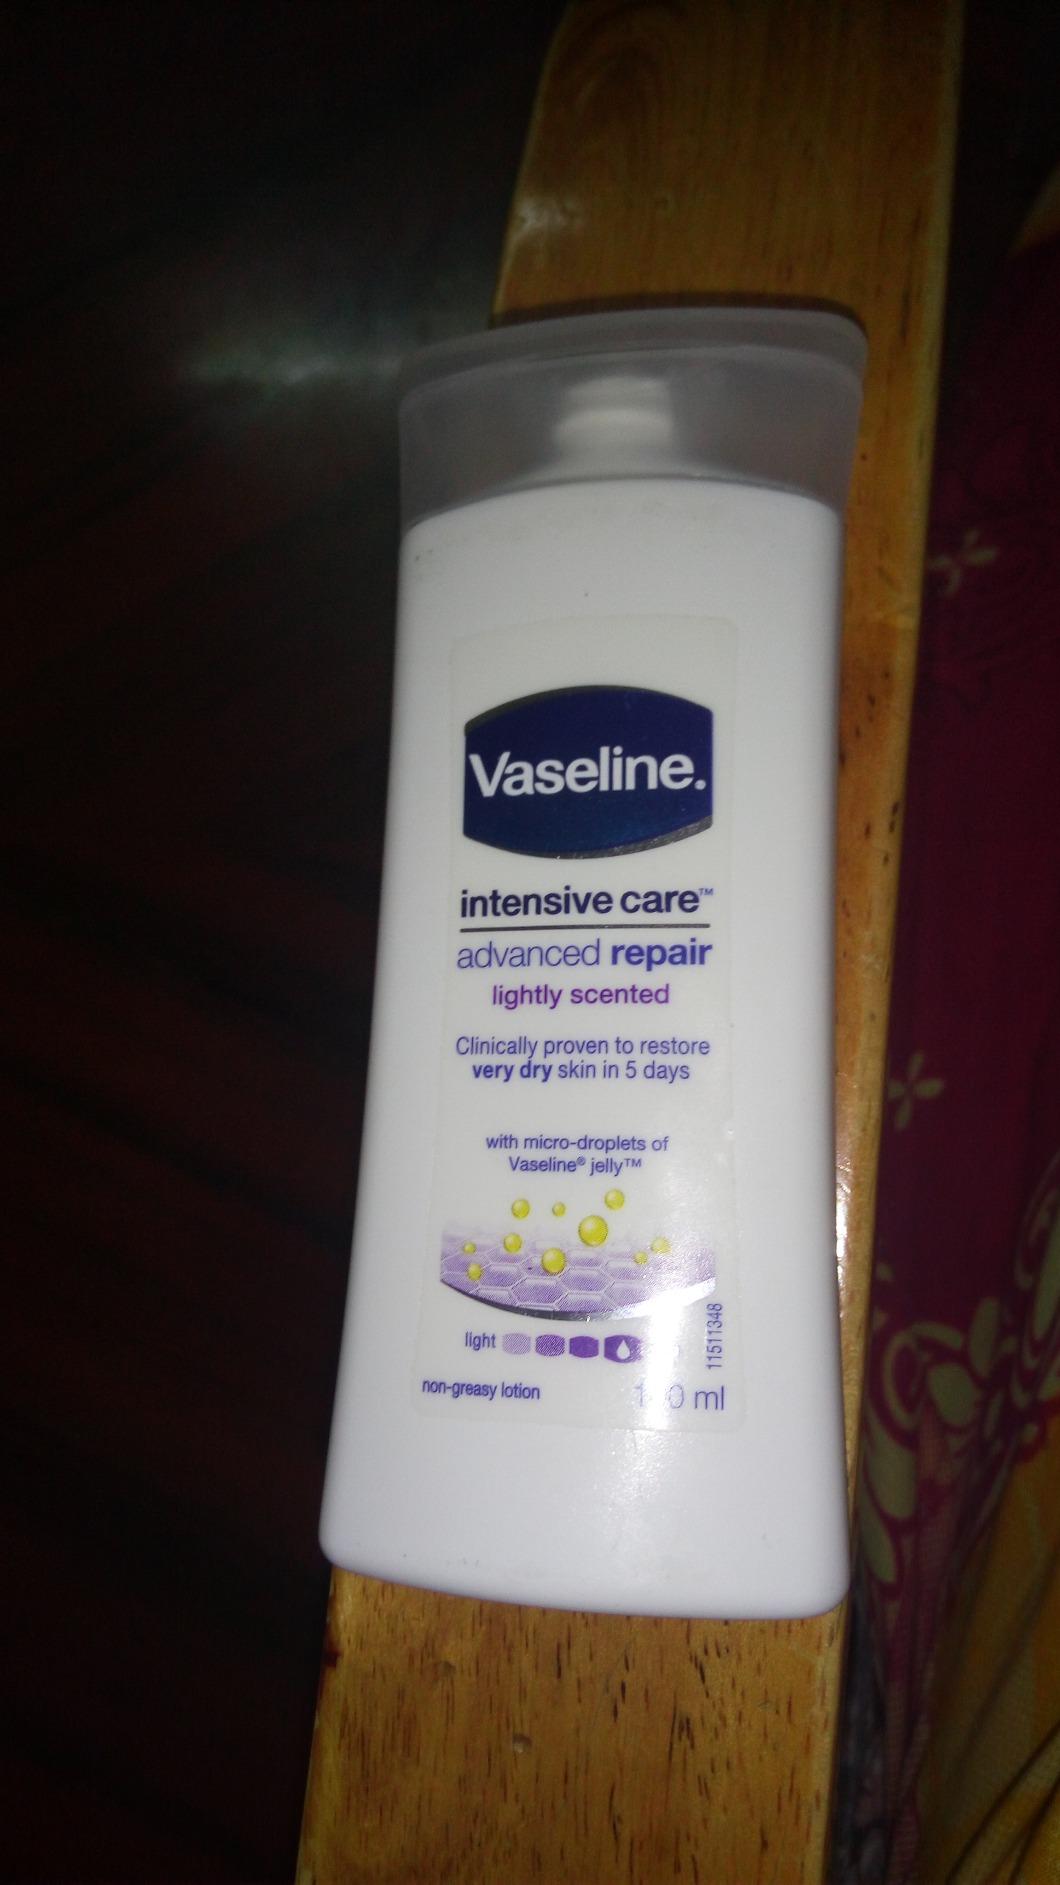 Vaseline.
intensive care™
advanced repair
lightly scented
Clinically proven to restore
very dry skin in 5 days
with micro-droplets of
Vaseline® jelly™
light
11511348
non-greasy lotion
ml